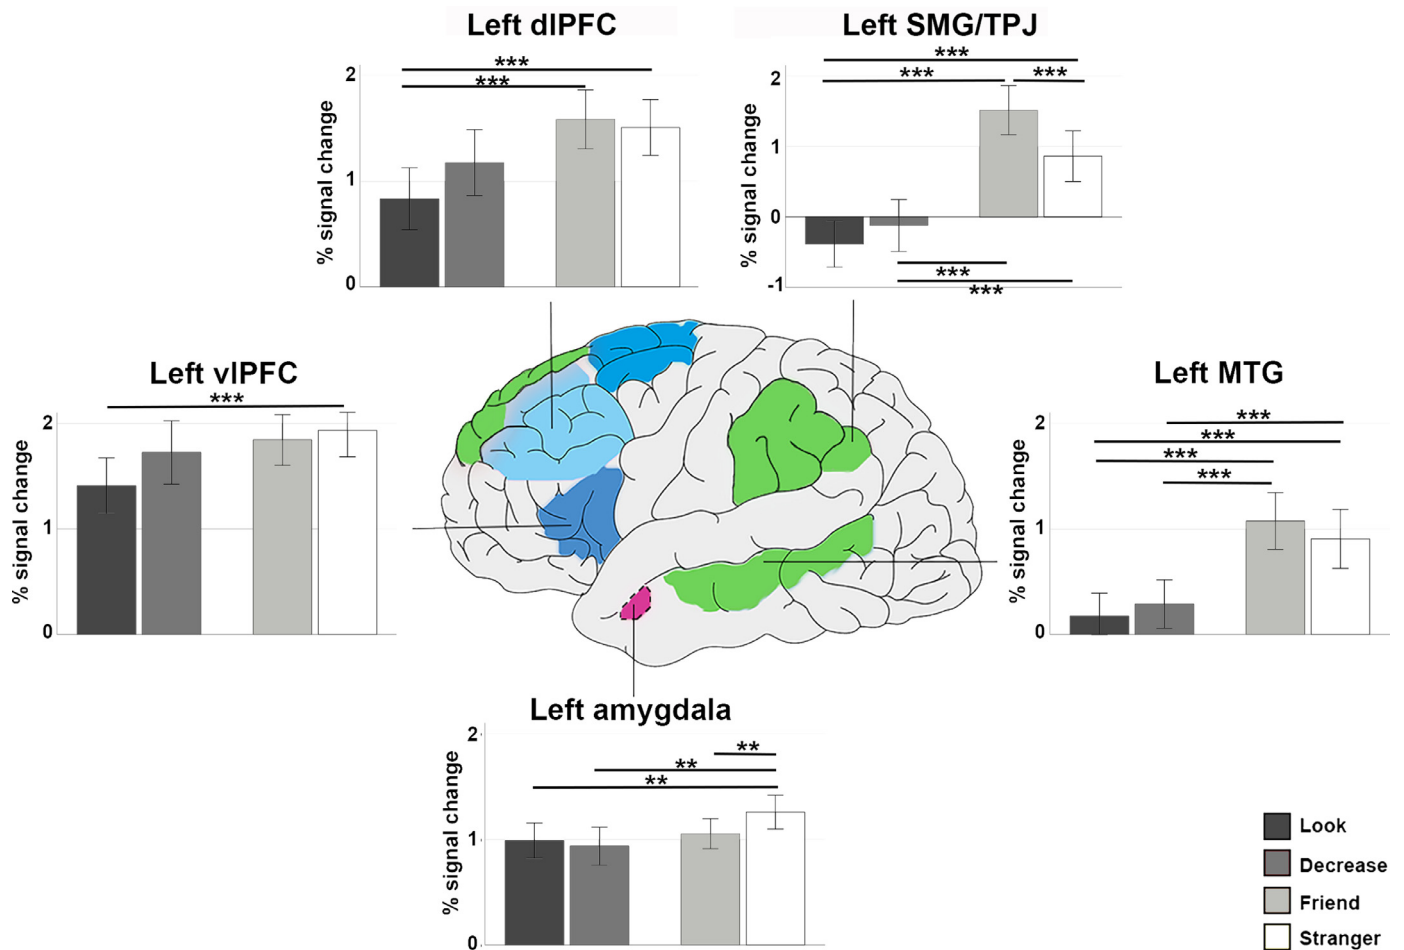 Left dlPFC
***
***
2
1
0
% signal change
Left SMG/TPJ
***
***
***
2
1
0
-1
% signal change
***
***
Left vlPFC
***
2
1
0
% signal change
Left MTG
***
***
***
***
2
1
0
% signal change
Left amygdala
**
**
**
2
1
0
% signal change
Look
Decrease
Friend
Stranger